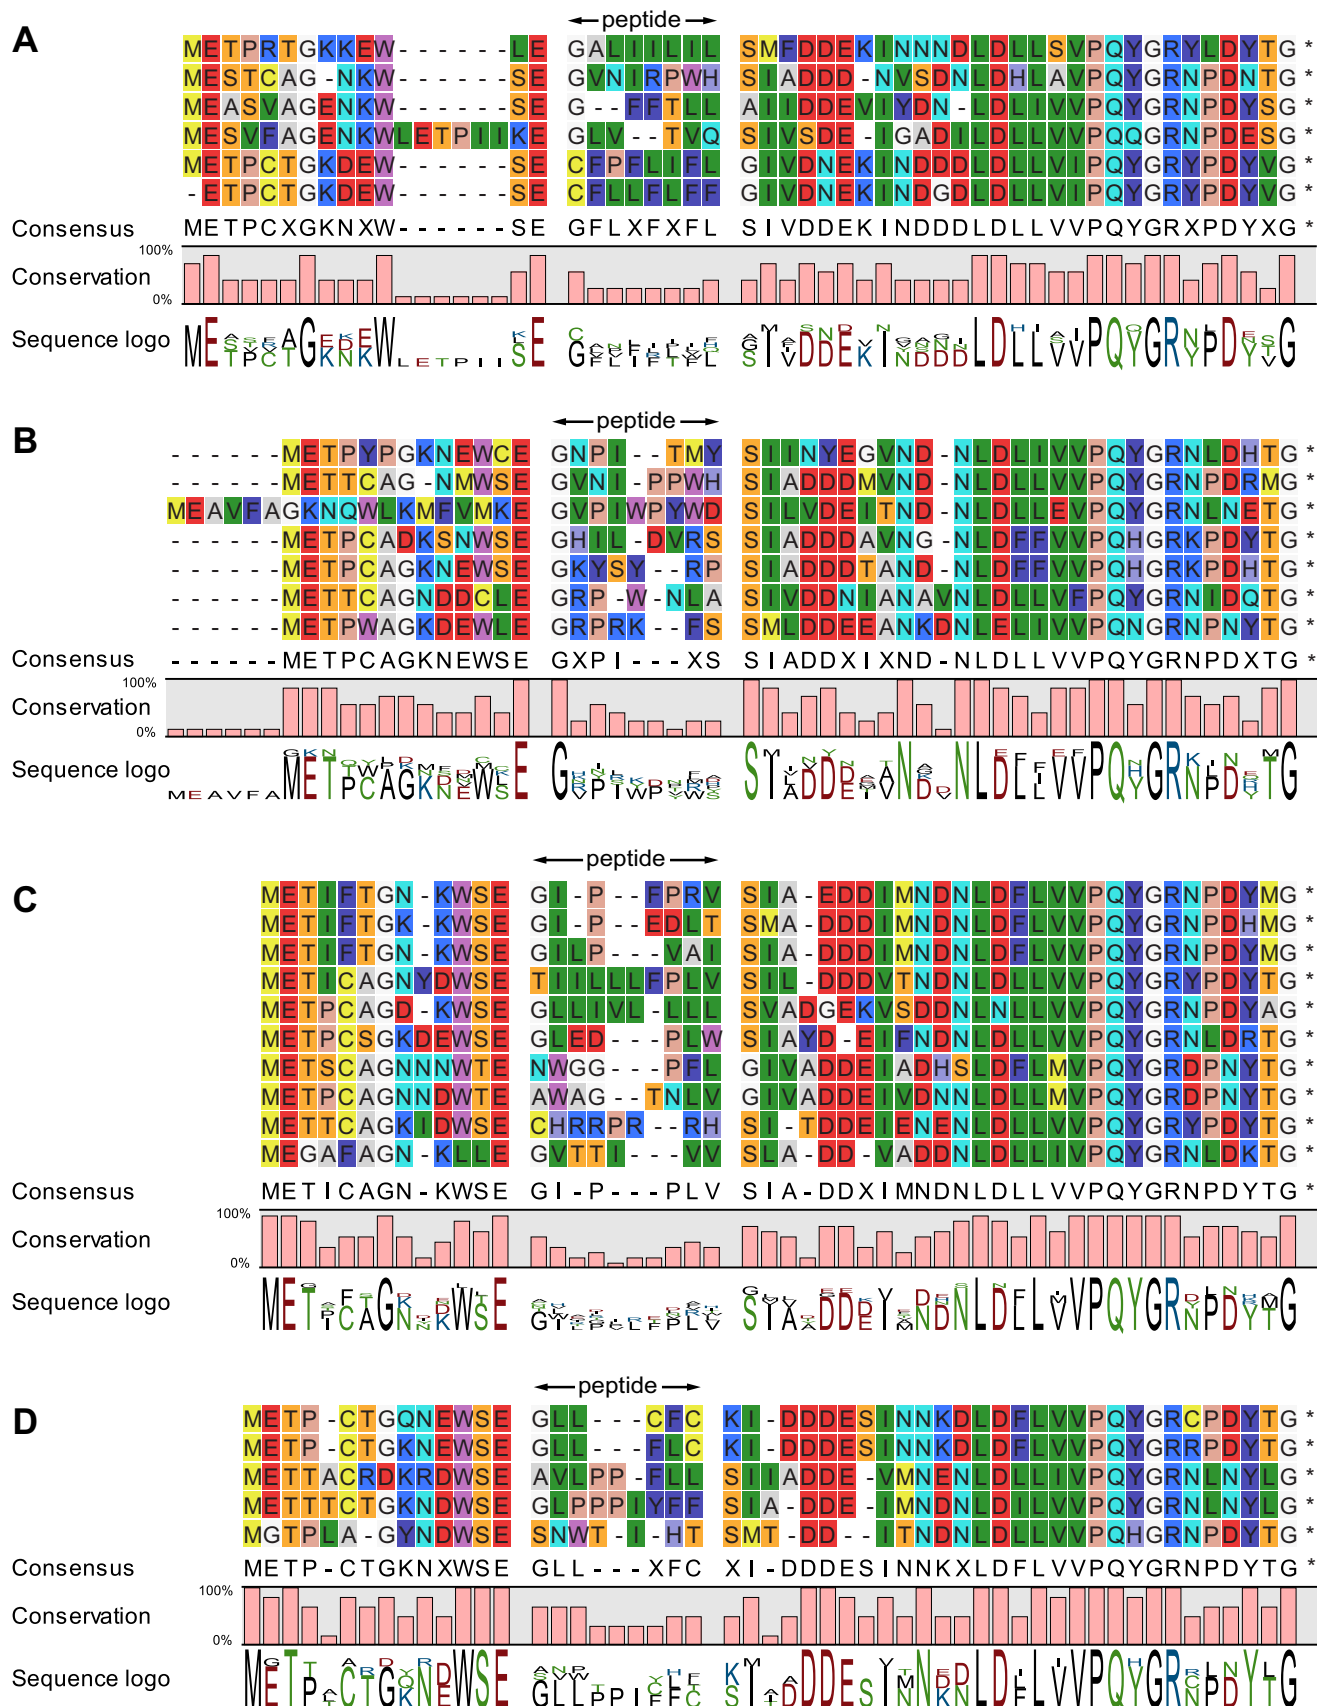 peptide
A
METPRTGKKEW------LE GALIILIL SMFDDEKINNNDLDLLSVPQYGRYLDYTG *
MESTCAG-NKW------SE GVNIRPWH SIADDD-NVSDNLDHLAVPQYGRNPDNTG *
MEASVAGENKW------SE G--FFTLL AIIDDEVIYDN-LDLIVVPQYGRNPDYSG *
MESVFAGENKWLETPIIKE GLV--TVQ SIVSDE-IGADILDLLVVPQQGRNPDESG *
METPCTGKDEW------SE CFPFLIFL GIVDNEKINDDDLDLLVIPQYGRYPDYVG *
-ETPCTGKDEW------SE CFLLFLFF GIVDNEKINDGDLDLLVIPQYGRYPDYVG *
Consensus METPCXGKNXW------SE GFLXFXFL SIVDDEKINDDDLDLLVVPQYGRXPDYXG *
100%
Conservation
0%
Sequence logo
peptide
B
------METPYPGKNEWCE GNPI--TMY SIINYEGVND-NLDLIVVPQYGRNLDHTG *
------METTCAG-NMWSE GVNI-PPWH SIADDDMVND-NLDLLVVPQYGRNPDRMG *
MEAVFAGKNQWLKMFVMKE GVPIWPYWD SILVDEITND-NLDLLEVPQYGRNLNETG *
------METPCADKSNWSE GHIL-DVRS SIADDDAVNG-NLDFFVVPQHGRKPDYTG *
------METPCAGKNEWSE GKYSY--RP SIADDDTAND-NLDFFVVPQHGRKPDHTG *
------METTCAGNDDCLE GRP-W-NLA SIVDDNIANAVNLDLLVFPQYGRNIDQTG *
------METPWAGKDEWLE GRPRK--FS SMLDDEEANKDNLELIVVPQNGRNPNYTG *
Consensus ------METPCAGKNEWSE GXPI---XS SIADDXIXND-NLDLLVVPQYGRNPDXTG *
100%
Conservation
0%
Sequence logo
peptide
C
METIFTGN-KWSE GI-P---FPRV SIA-EDDIMNDNLDFLVVPQYGRNPDYMG *
METIFTGK-KWSE GI-P---EDLT SMA-DDDIMNDNLDFLVVPQYGRNPDHMG *
METIFTGN-KWSE GILP---VAI SIA-DDDIMNDNLDFLVVPQYGRNPDYMG *
METICAGNYDWSE TIILLLFPLV SIL-DDDVTNDNLDLLVVPQYGRYPDYTG *
METPCAGD-KWSE GLLIVL-LLL SVADGEKVSDDNLNLLVVPQYGRNPDYAG *
METPCSGKDEWSE GLED---PLW SIAYD-EIFNDNLDLLVVPQYGRNLDRTG *
METSCAGNNNWTE NWGG---PFL GIVADDEIADHSLDFLMVPQYGRDPNYTG *
METPCAGNNDWTE AWAG--TNLV GIVADDEIVDNNLDLLMVPQYGRDPNYTG *
METTCAGKIDWSE CHRRPR--RH SI-TDDEIENENLDLLVVPQYGRYPDYTG *
MEGAFAGN-KLLE GVTTI---VV SLA-DD-VADDNLDLLIVPQYGRNLDKTG *
Consensus METICAGN-KWSE GI-P---PLV SIA-DDXIMNDNLDLLVVPQYGRNPDYTG *
100%
Conservation
0%
Sequence logo
peptide
D
METP-CTGQNEWSE GLL---CFC KI-DDDESINNKDLDFLVVPQYGRCPDYTG *
METP-CTGKNEWSE GLL---FLC KI-DDDESINNKDLDFLVVPQYGRRPDYTG *
METTACRDKRDWSE AVLPP-FLL SIIADDE-VMNENLDLLIVPQYGRNLNYLG *
METTTCTGKNDWSE GLPPPIYFF SIA-DDE-IMNDNLDILVVPQYGRNLNYLG *
MGTPLA-GYNDWSE SNWT-I-HT SMT-DD--ITNDNLDLLVVPQHGRNPDYTG *
Consensus METP-CTGKNXWSE GLL---XFC XI-DDDESINNKXLDFLVVPQYGRNPDYTG *
100%
Conservation
0%
Sequence logo